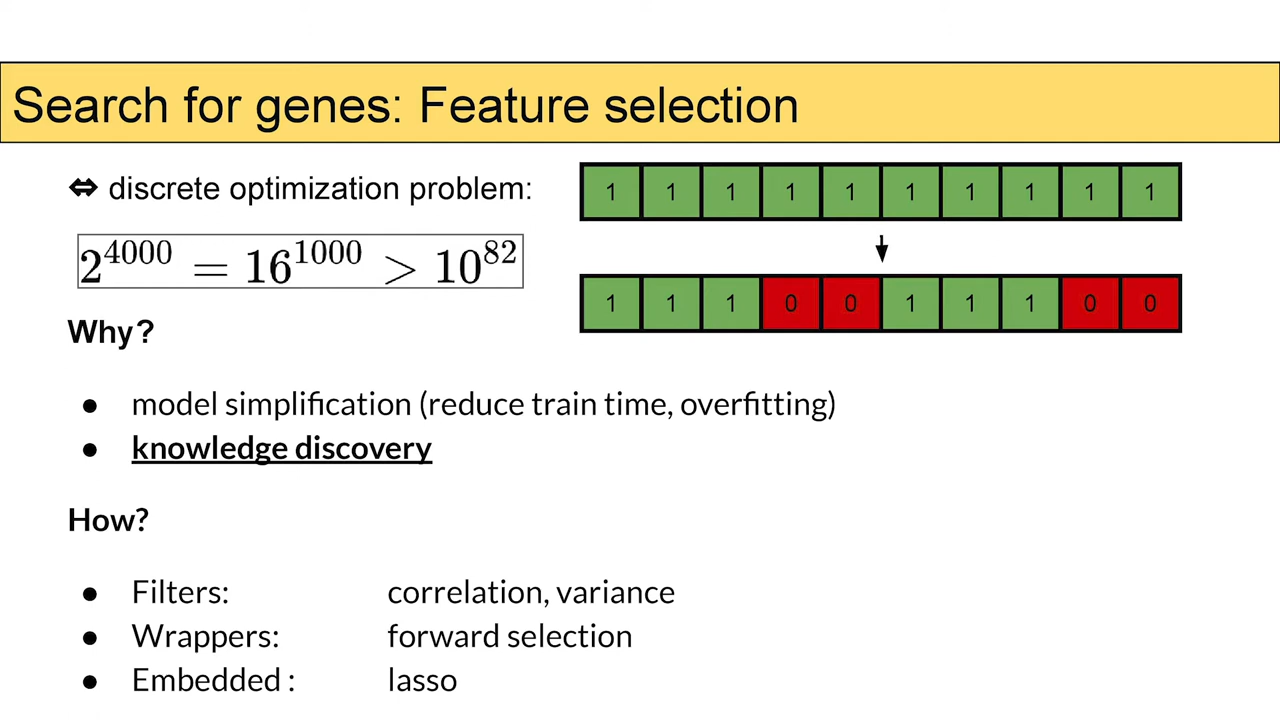 Search for genes: Feature selection
⇔ discrete optimization problem:
1 1 1 1 1 1 1 1 1 1
2^4000 = 16^1000 > 10^82
1 1 1 0 0 1 1 1 0 0
Why?
● model simplification (reduce train time, overfitting)
● knowledge discovery
How?
● Filters: correlation, variance
● Wrappers: forward selection
● Embedded : lasso